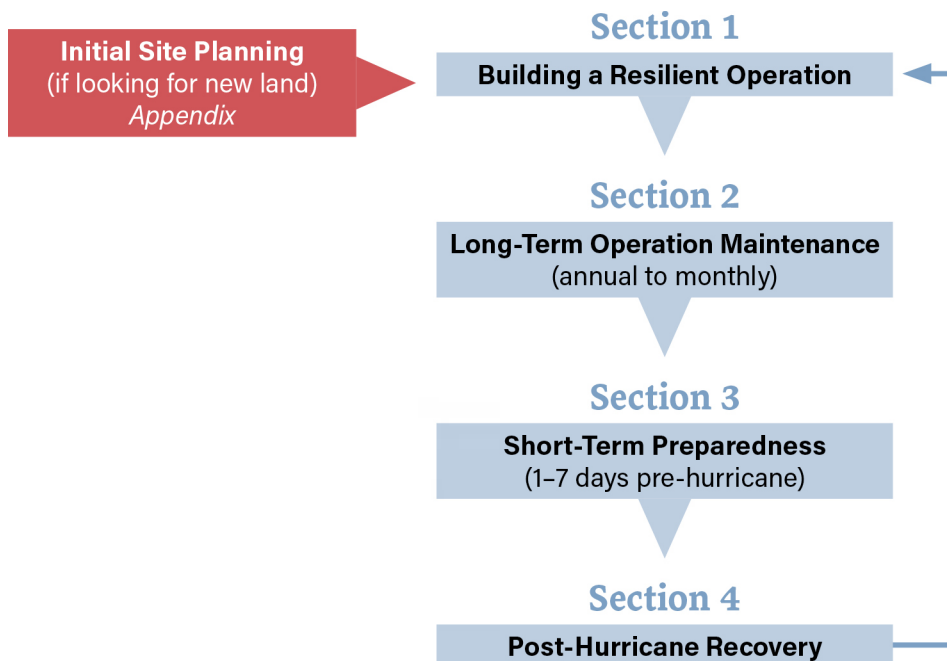 Initial Site Planning
(if looking for new land)
Appendix
Section 1
Building a Resilient Operation
Section 2
Long-Term Operation Maintenance
(annual to monthly)
Section 3
Short-Term Preparedness
(1–7 days pre-hurricane)
Section 4
Post-Hurricane Recovery